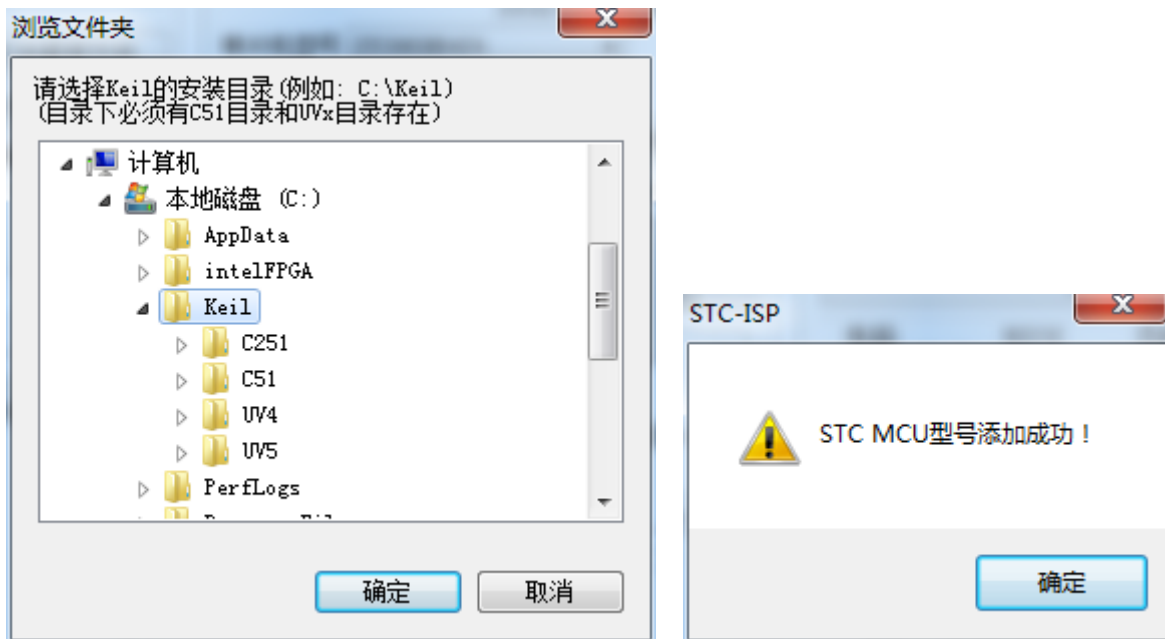 浏览文件夹
请选择Keil的安装目录(例如: C:\Keil)
(目录下必须有C51目录和UVx目录存在)
计算机
本地磁盘 (C:)
AppData
intelFPGA
Keil
C251
C51
UV4
UV5
PerfLogs
确定
取消
STC-ISP
STC MCU型号添加成功！
确定